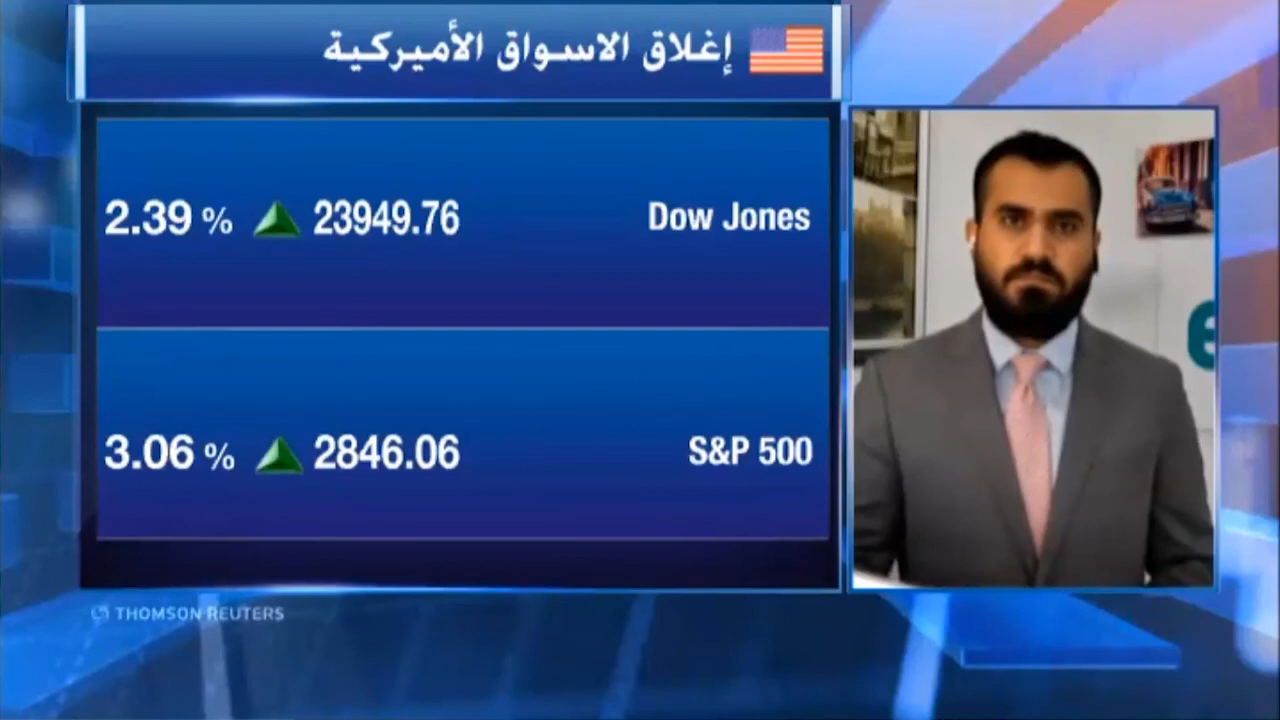 إغلاق الاسواق الأميركية
2.39 % 23949.76 Dow Jones
3.06 % 2846.06 S&P 500
THOMSON REUTERS